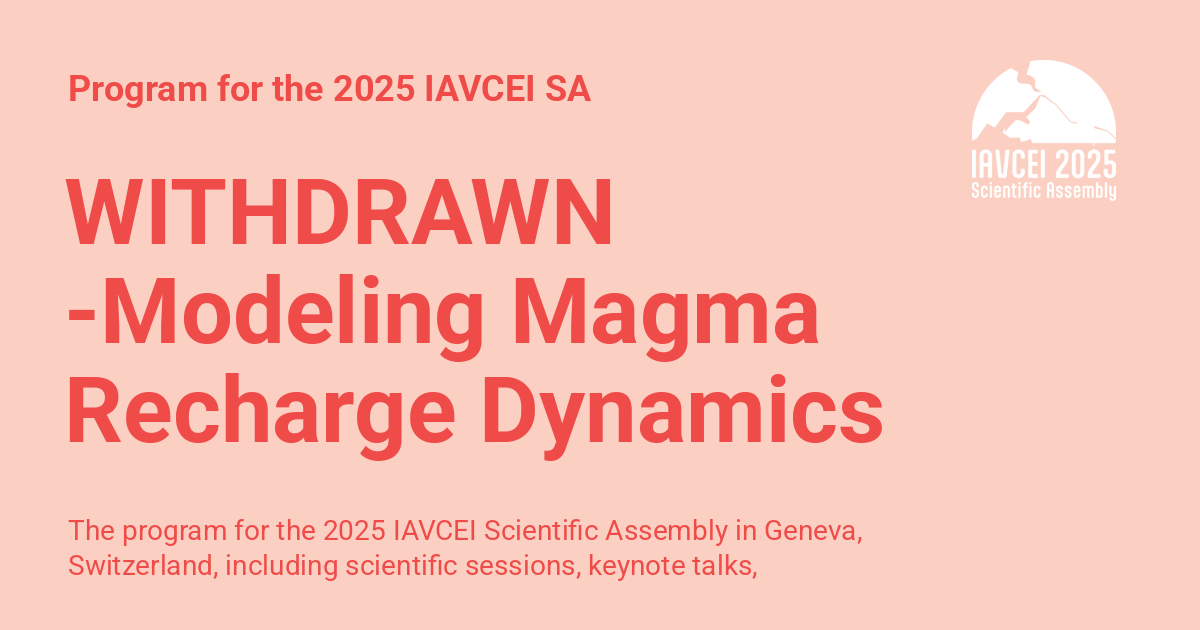 Program for the 2025 IAVCEI SA
IAVCEI 2025
Scientific Assembly
WITHDRAWN
-Modeling Magma
Recharge Dynamics
The program for the 2025 IAVCEI Scientific Assembly in Geneva,
Switzerland, including scientific sessions, keynote talks,